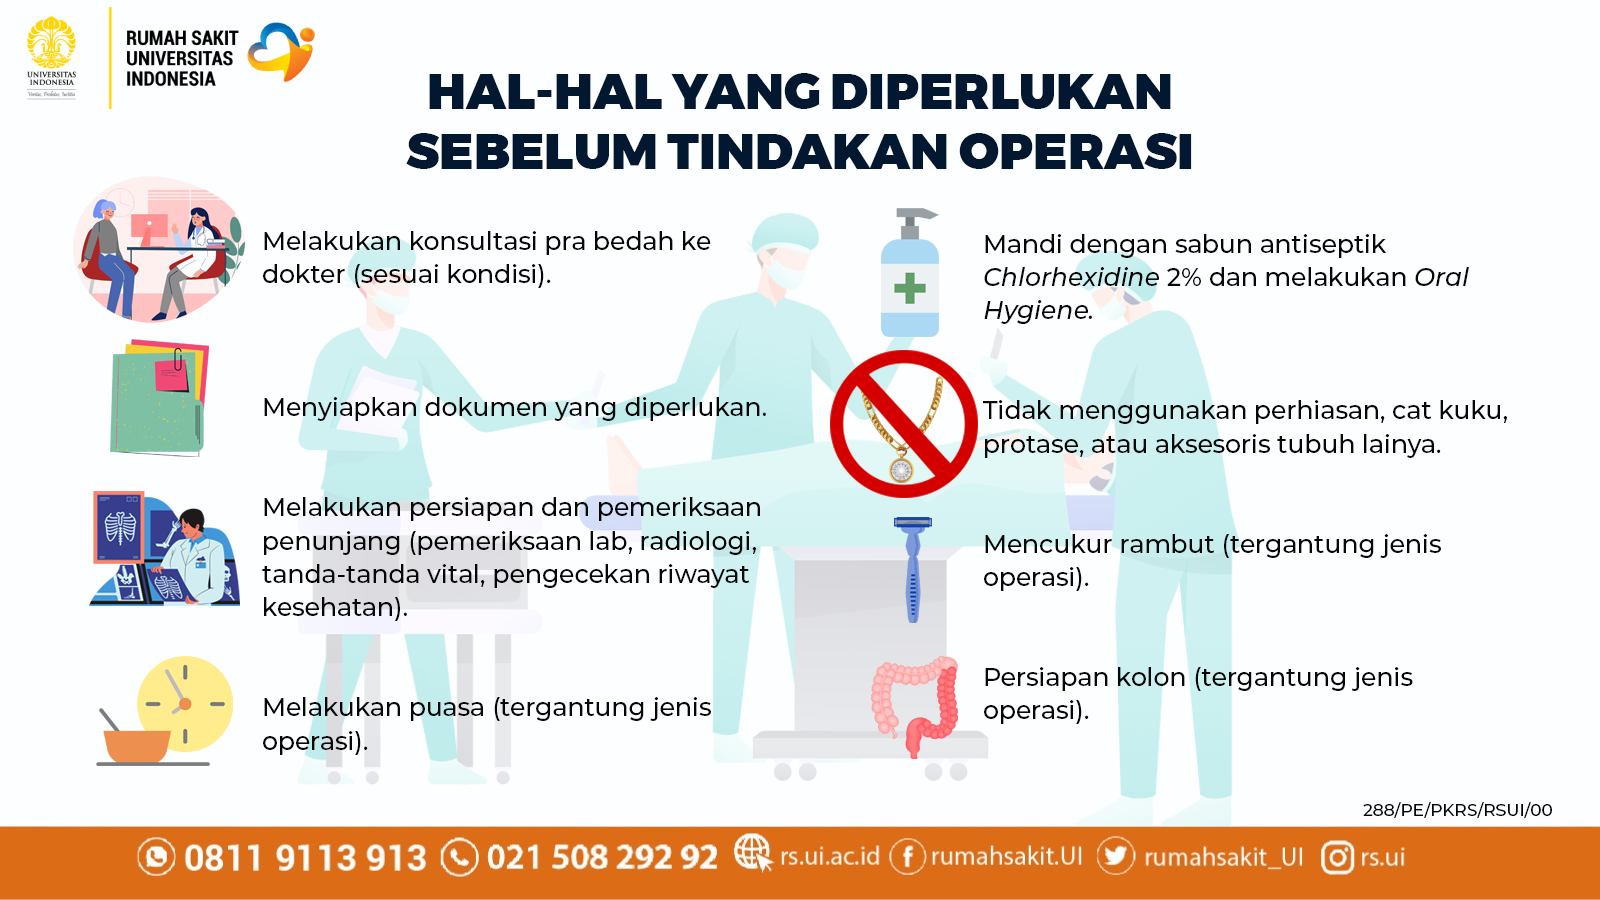 UNIVERSITAS
INDONESIA
Veritas, Probitas, Iustitia
RUMAH SAKIT
UNIVERSITAS
INDONESIA
HAL-HAL YANG DIPERLUKAN
SEBELUM TINDAKAN OPERASI
Melakukan konsultasi pra bedah ke
dokter (sesuai kondisi).
Menyiapkan dokumen yang diperlukan.
Melakukan persiapan dan pemeriksaan
penunjang (pemeriksaan lab, radiologi,
tanda-tanda vital, pengecekan riwayat
kesehatan).
Melakukan puasa (tergantung jenis
operasi).
Mandi dengan sabun antiseptik
Chlorhexidine 2% dan melakukan Oral
Hygiene.
Tidak menggunakan perhiasan, cat kuku,
protase, atau aksesoris tubuh lainya.
Mencukur rambut (tergantung jenis
operasi).
Persiapan kolon (tergantung jenis
operasi).
288/PE/PKRS/RSUI/00
0811 9113 913 021 508 292 92 rs.ui.ac.id rumahsakit.UI rumahsakit_UI rs.ui